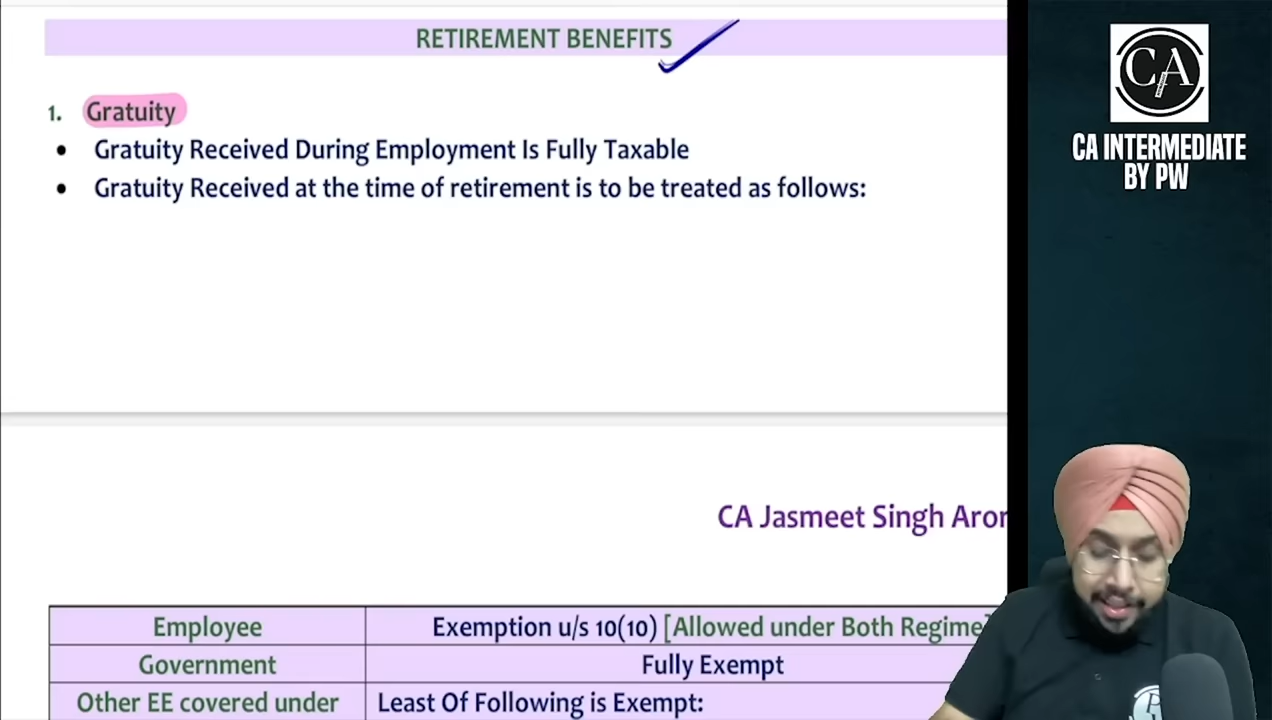 RETIREMENT BENEFITS
1. Gratuity
• Gratuity Received During Employment Is Fully Taxable
• Gratuity Received at the time of retirement is to be treated as follows:
CA Jasmeet Singh Aror
Employee
Exemption u/s 10(10) [Allowed under Both Regime]
Government
Fully Exempt
Other EE covered under
Least Of Following is Exempt:
CA
CA INTERMEDIATE
BY PW